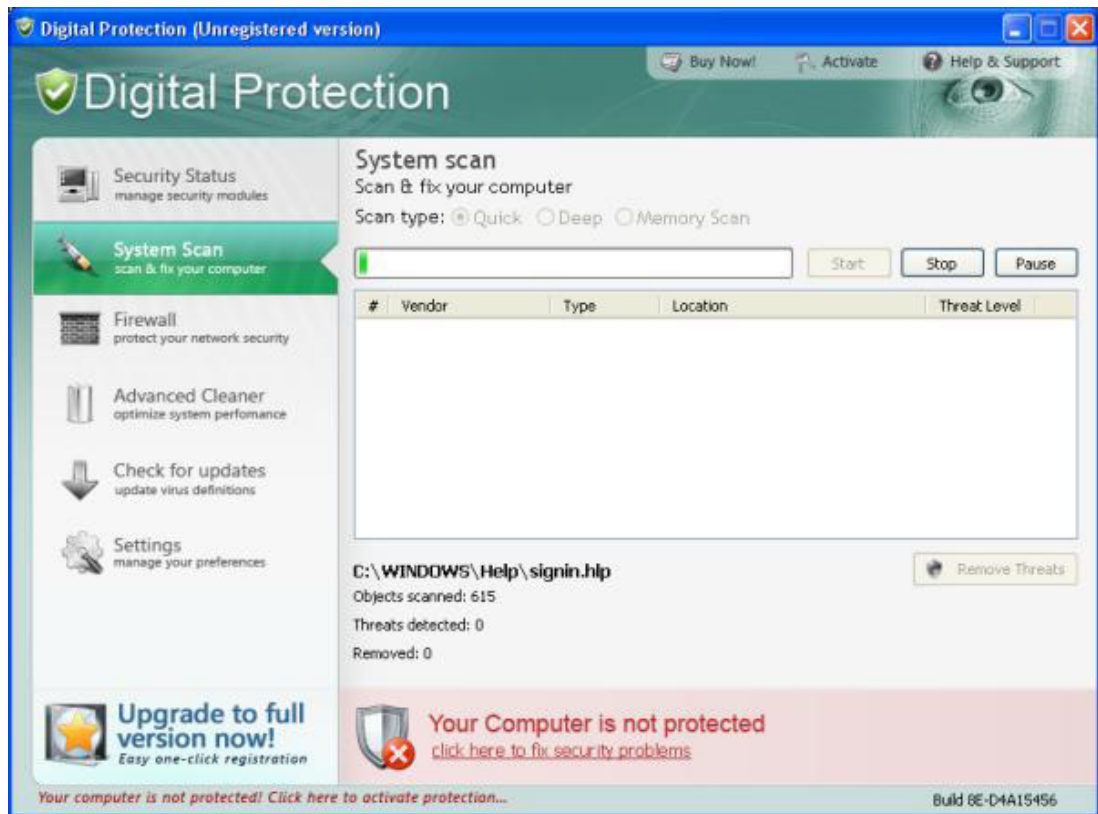 Digital Protection (Unregistered version)
Buy Now!
Activate
Help & Support
Digital Protection
Security Status
manage security modules
System Scan
scan & fix your computer
Firewall
protect your network security
Advanced Cleaner
optimize system perfomance
Check for updates
update virus definitions
Settings
manage your preferences
System scan
Scan & fix your computer
Scan type: Quick Deep Memory Scan
Start Stop Pause
# Vendor Type Location Threat Level
C:\WINDOWS\Help\signin.hlp
Remove Threats
Objects scanned: 615
Threats detected: 0
Removed: 0
Upgrade to full
version now!
Easy one-click registration
Your Computer is not protected
click here to fix security problems
Your computer is not protected! Click here to activate protection...
Build 8E-D4A15456